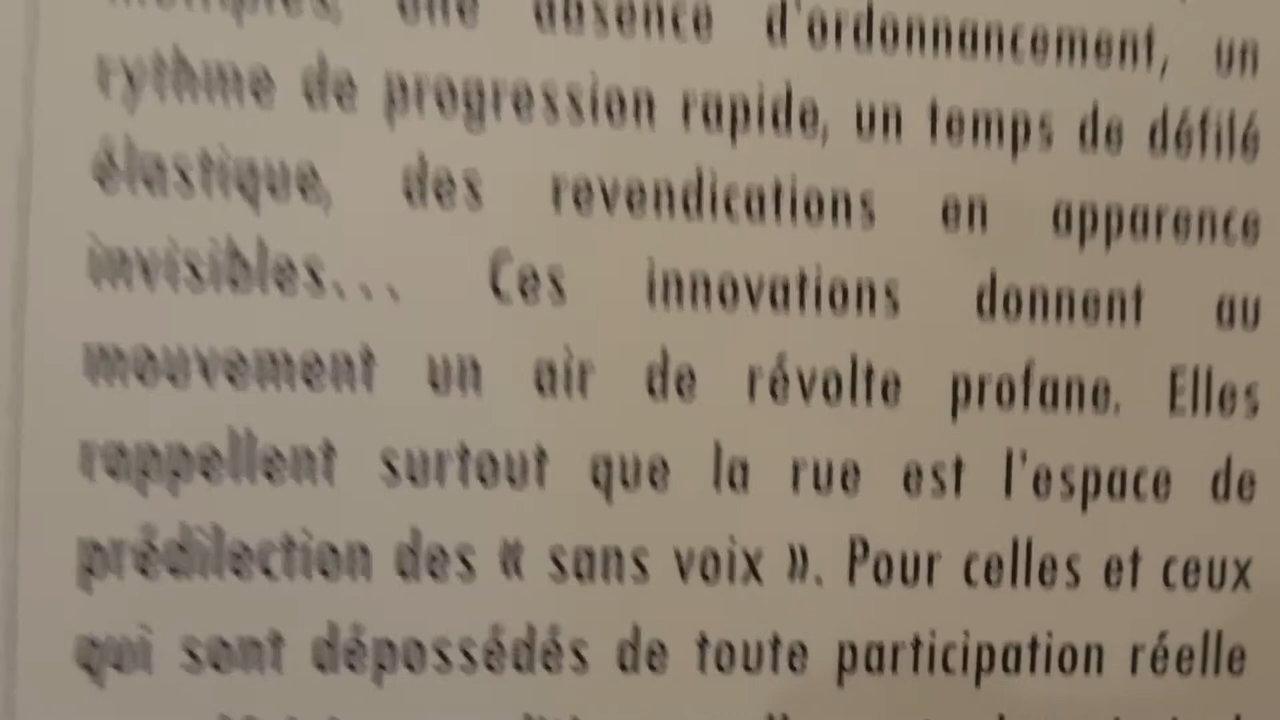 une absence d'ordonnancement, un
rythme de progression rapide, un temps de défilé
élastique, des revendications en apparence
invisibles... Ces innovations donnent au
mouvement un air de révolte profane. Elles
rappellent surtout que la rue est l'espace de
prédilection des « sans voix ». Pour celles et ceux
qui sont dépossédés de toute participation réelle